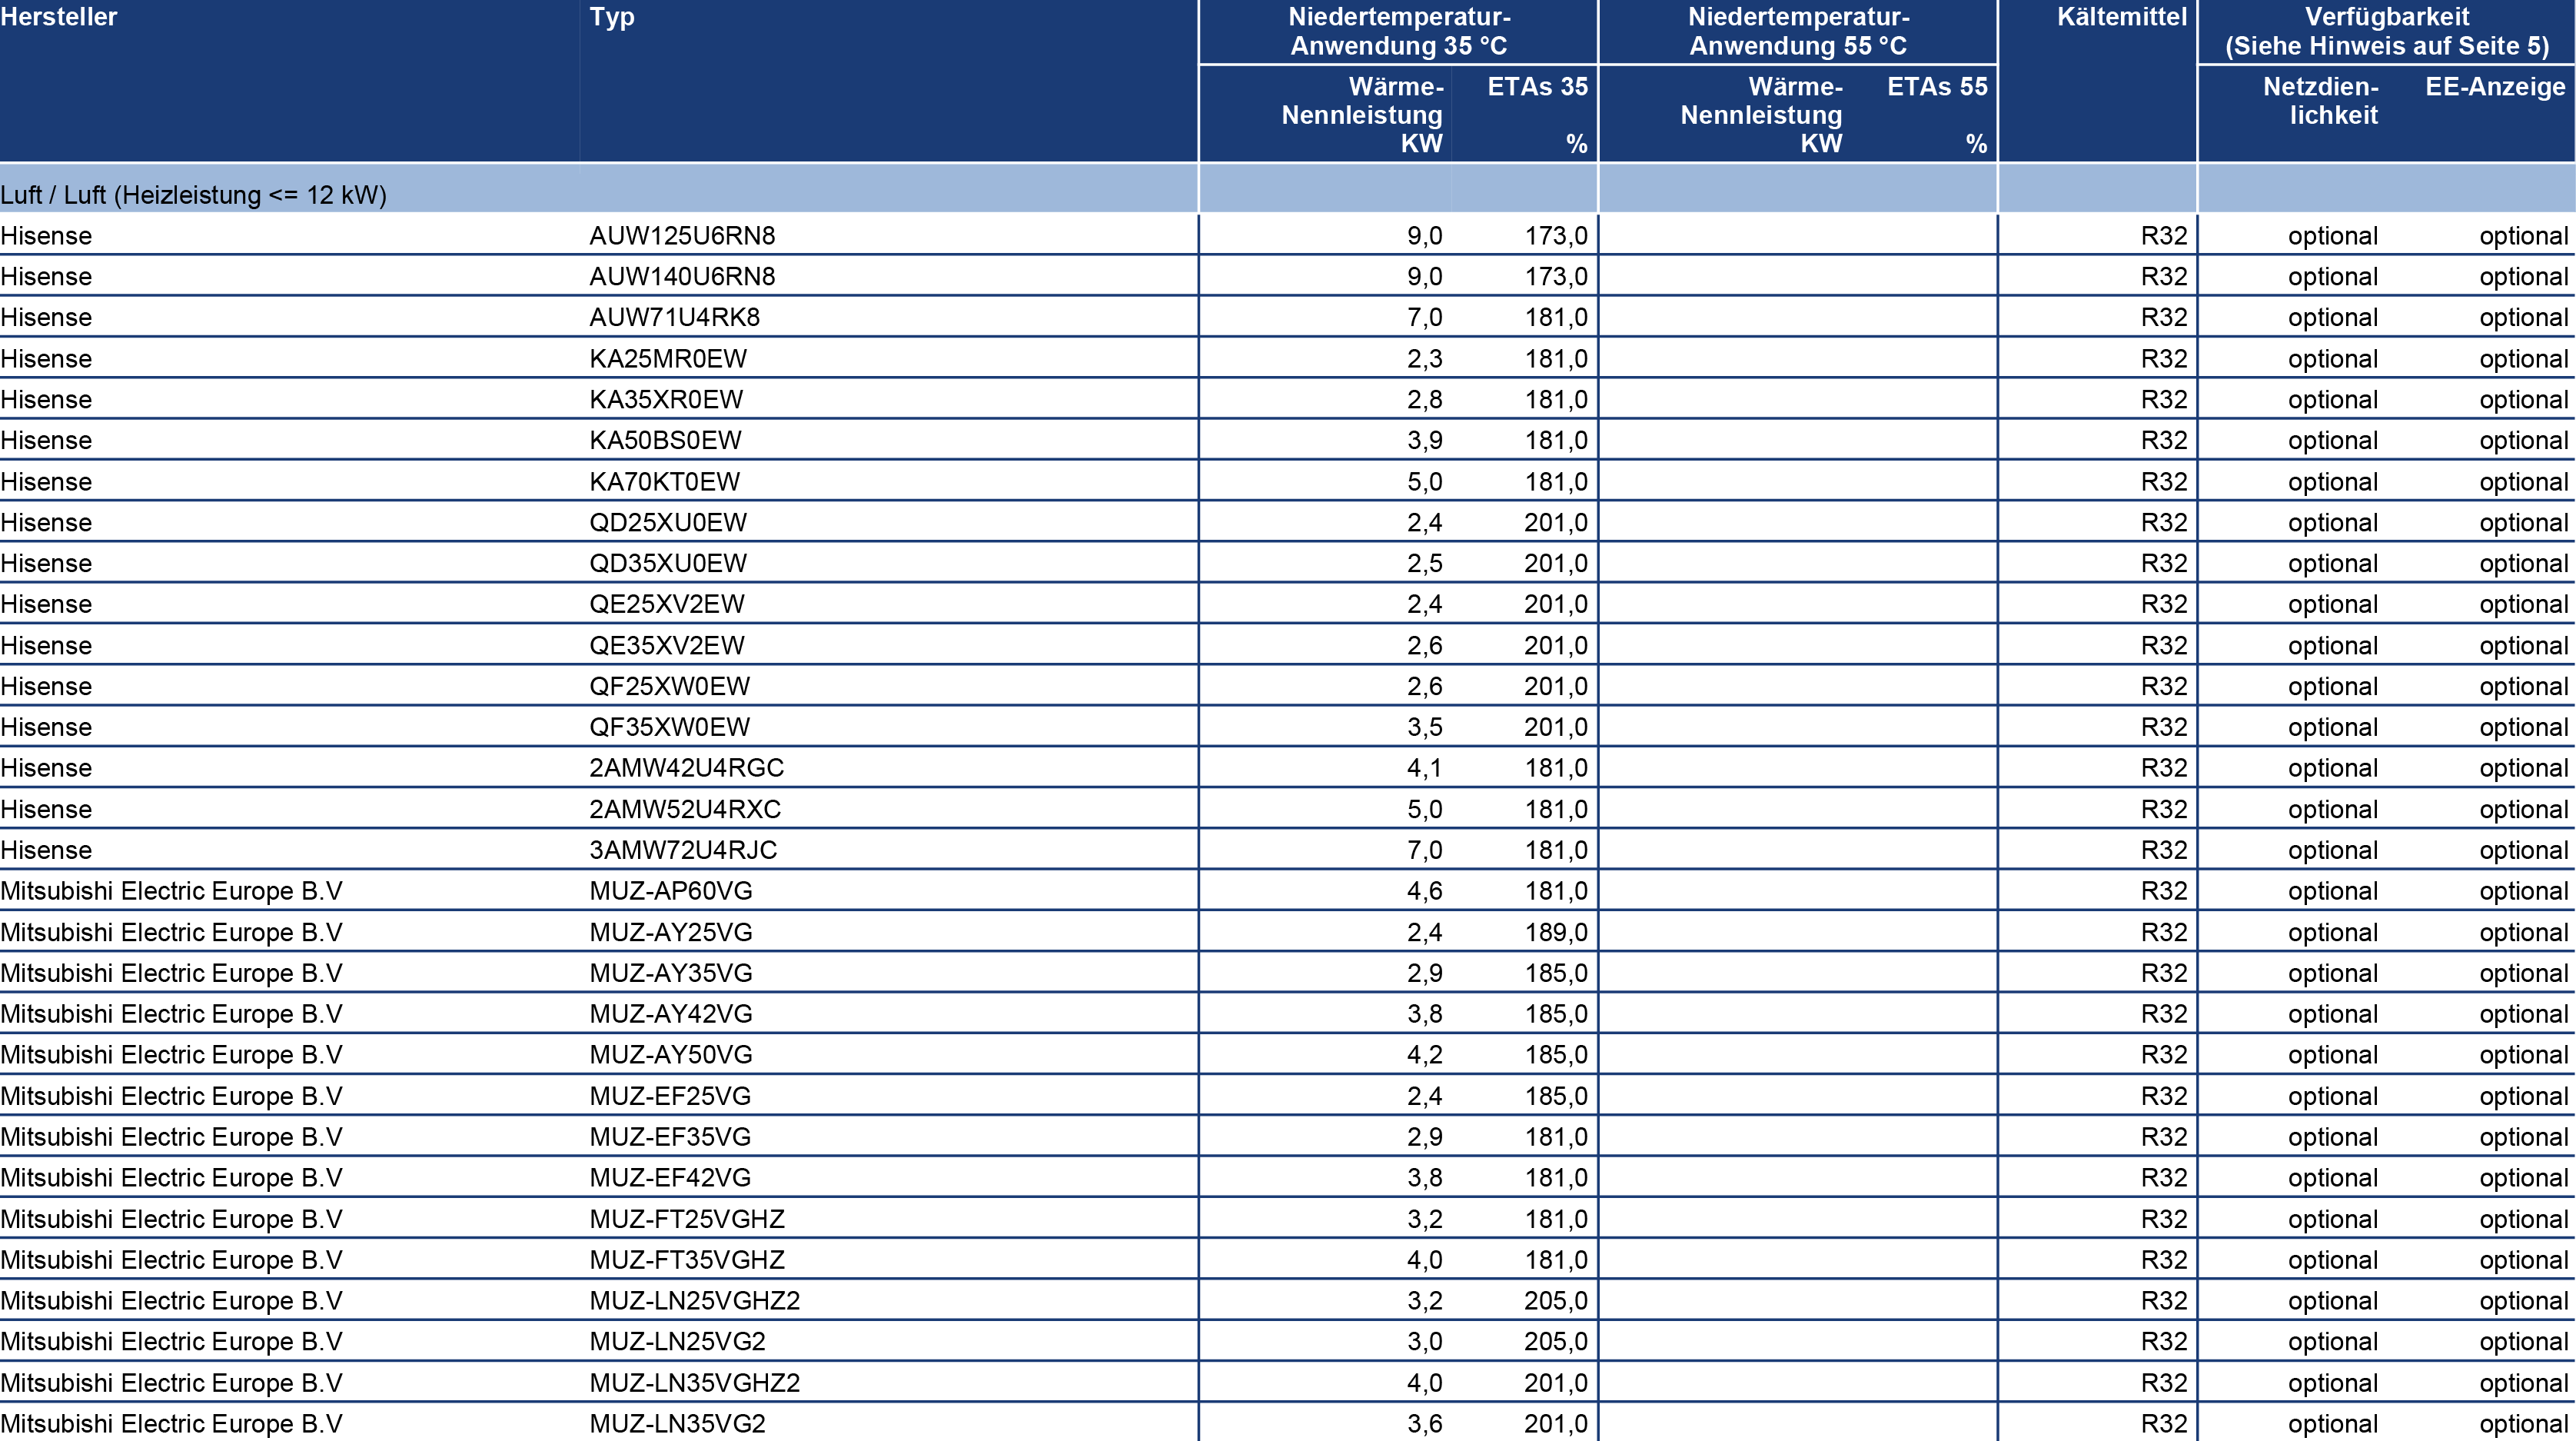 Hersteller Typ Niedertemperatur- Niedertemperatur- Kältemittel Verfügbarkeit
Anwendung 35 °C Anwendung 55 °C (Siehe Hinweis auf Seite 5)
Wärme- ETAs 35 Wärme- ETAs 55 Netzdien- EE-Anzeige
Nennleistung Nennleistung lichkeit
KW % KW %
Luft / Luft (Heizleistung <= 12 kW)
Hisense AUW125U6RN8 9,0 173,0 R32 optional optional
Hisense AUW140U6RN8 9,0 173,0 R32 optional optional
Hisense AUW71U4RK8 7,0 181,0 R32 optional optional
Hisense KA25MR0EW 2,3 181,0 R32 optional optional
Hisense KA35XR0EW 2,8 181,0 R32 optional optional
Hisense KA50BS0EW 3,9 181,0 R32 optional optional
Hisense KA70KT0EW 5,0 181,0 R32 optional optional
Hisense QD25XU0EW 2,4 201,0 R32 optional optional
Hisense QD35XU0EW 2,5 201,0 R32 optional optional
Hisense QE25XV2EW 2,4 201,0 R32 optional optional
Hisense QE35XV2EW 2,6 201,0 R32 optional optional
Hisense QF25XW0EW 2,6 201,0 R32 optional optional
Hisense QF35XW0EW 3,5 201,0 R32 optional optional
Hisense 2AMW42U4RGC 4,1 181,0 R32 optional optional
Hisense 2AMW52U4RXC 5,0 181,0 R32 optional optional
Hisense 3AMW72U4RJC 7,0 181,0 R32 optional optional
Mitsubishi Electric Europe B.V MUZ-AP60VG 4,6 181,0 R32 optional optional
Mitsubishi Electric Europe B.V MUZ-AY25VG 2,4 189,0 R32 optional optional
Mitsubishi Electric Europe B.V MUZ-AY35VG 2,9 185,0 R32 optional optional
Mitsubishi Electric Europe B.V MUZ-AY42VG 3,8 185,0 R32 optional optional
Mitsubishi Electric Europe B.V MUZ-AY50VG 4,2 185,0 R32 optional optional
Mitsubishi Electric Europe B.V MUZ-EF25VG 2,4 185,0 R32 optional optional
Mitsubishi Electric Europe B.V MUZ-EF35VG 2,9 181,0 R32 optional optional
Mitsubishi Electric Europe B.V MUZ-EF42VG 3,8 181,0 R32 optional optional
Mitsubishi Electric Europe B.V MUZ-FT25VGHZ 3,2 181,0 R32 optional optional
Mitsubishi Electric Europe B.V MUZ-FT35VGHZ 4,0 181,0 R32 optional optional
Mitsubishi Electric Europe B.V MUZ-LN25VGHZ2 3,2 205,0 R32 optional optional
Mitsubishi Electric Europe B.V MUZ-LN25VG2 3,0 205,0 R32 optional optional
Mitsubishi Electric Europe B.V MUZ-LN35VGHZ2 4,0 201,0 R32 optional optional
Mitsubishi Electric Europe B.V MUZ-LN35VG2 3,6 201,0 R32 optional optional